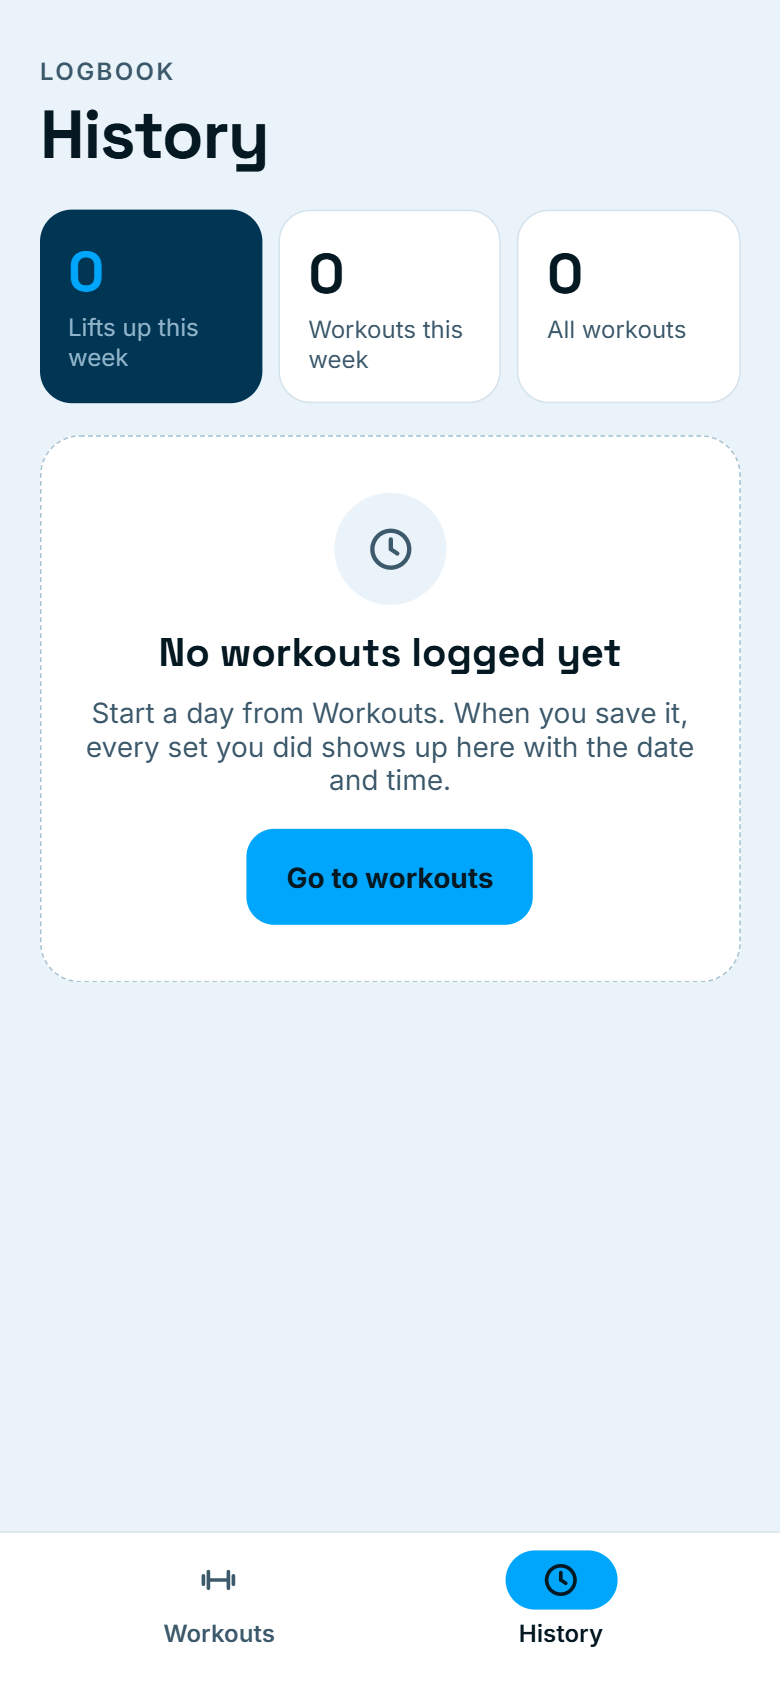 LOGBOOK
History
0
Lifts up this
week
0
Workouts this
week
0
All workouts
No workouts logged yet
Start a day from Workouts. When you save it,
every set you did shows up here with the date
and time.
Go to workouts
Workouts
History